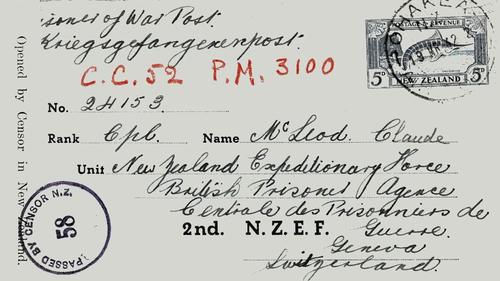 isoner of War Post.
Kriegsgefangenenpost.
C.C.52 P.M. 3100
No. 24153
Rank Cpl. Name McLeod. Claude
Unit New Zealand Expeditionary Force
British Prisoner Agence
Centrale des Prisonniers de
2nd. N.Z.E.F. Guerre.
Geneva
Switzerland.
Opened by Censor in New Zealand.
PASSED BY CENSOR N.Z.
58
POSTAGE & REVENUE
5D 5D
NEW ZEALAND